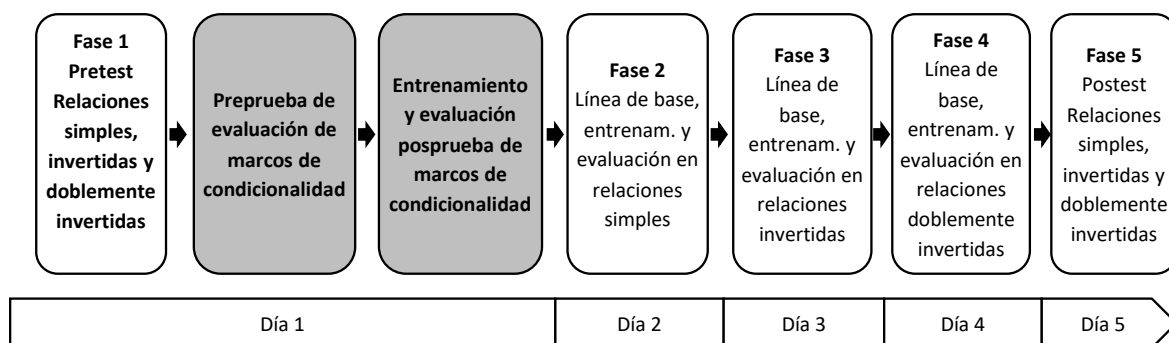 Fase 1
Pretest
Relaciones
simples,
invertidas y
doblemente
invertidas
Preprueba de
evaluación de
marcos de
condicionalidad
Entrenamiento
y evaluación
posprueba de
marcos de
condicionalidad
Fase 2
Línea de base,
entrenam. y
evaluación en
relaciones
simples
Fase 3
Línea de
base,
entrenam. y
evaluación en
relaciones
invertidas
Fase 4
Línea de
base,
entrenam. y
evaluación en
relaciones
doblemente
invertidas
Fase 5
Postest
Relaciones
simples,
invertidas y
doblemente
invertidas
Día 1
Día 2
Día 3
Día 4
Día 5